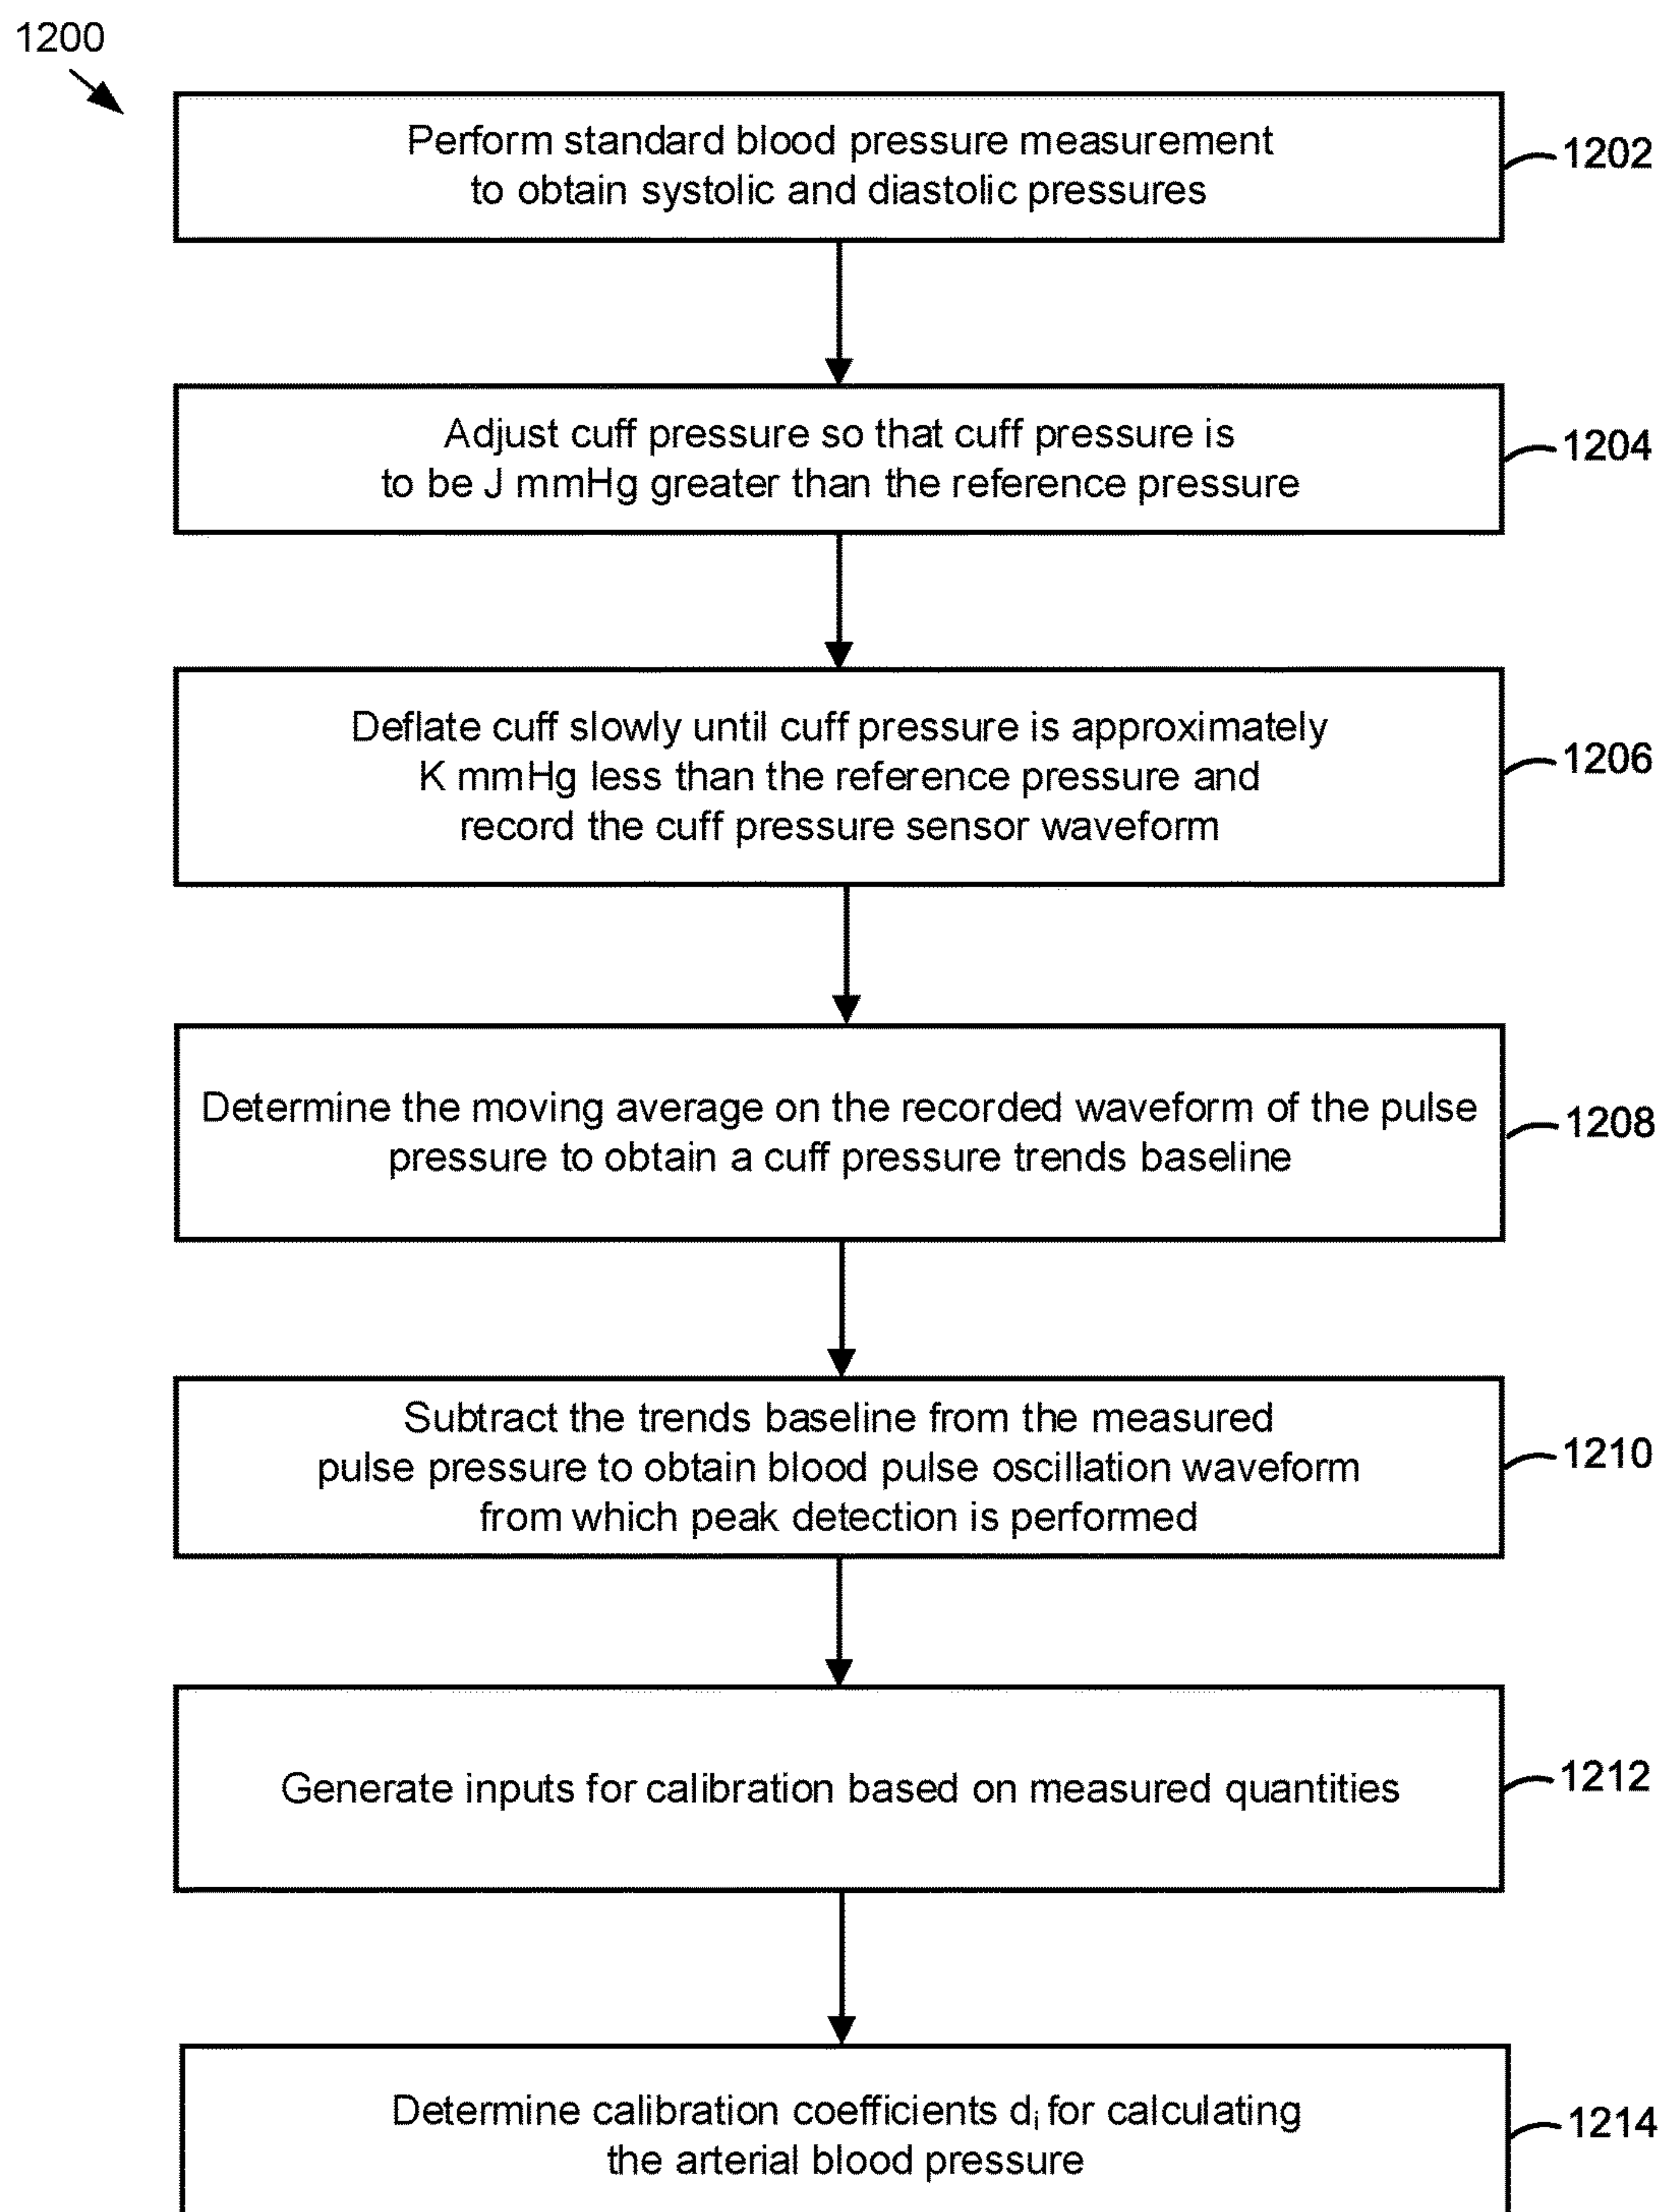 1200
Perform standard blood pressure measurement
to obtain systolic and diastolic pressures
1202
Adjust cuff pressure so that cuff pressure is
to be J mmHg greater than the reference pressure
1204
Deflate cuff slowly until cuff pressure is approximately
K mmHg less than the reference pressure and
record the cuff pressure sensor waveform
1206
Determine the moving average on the recorded waveform of the pulse
pressure to obtain a cuff pressure trends baseline
1208
Subtract the trends baseline from the measured
pulse pressure to obtain blood pulse oscillation waveform
from which peak detection is performed
1210
Generate inputs for calibration based on measured quantities
1212
Determine calibration coefficients dᵢ for calculating
the arterial blood pressure
1214